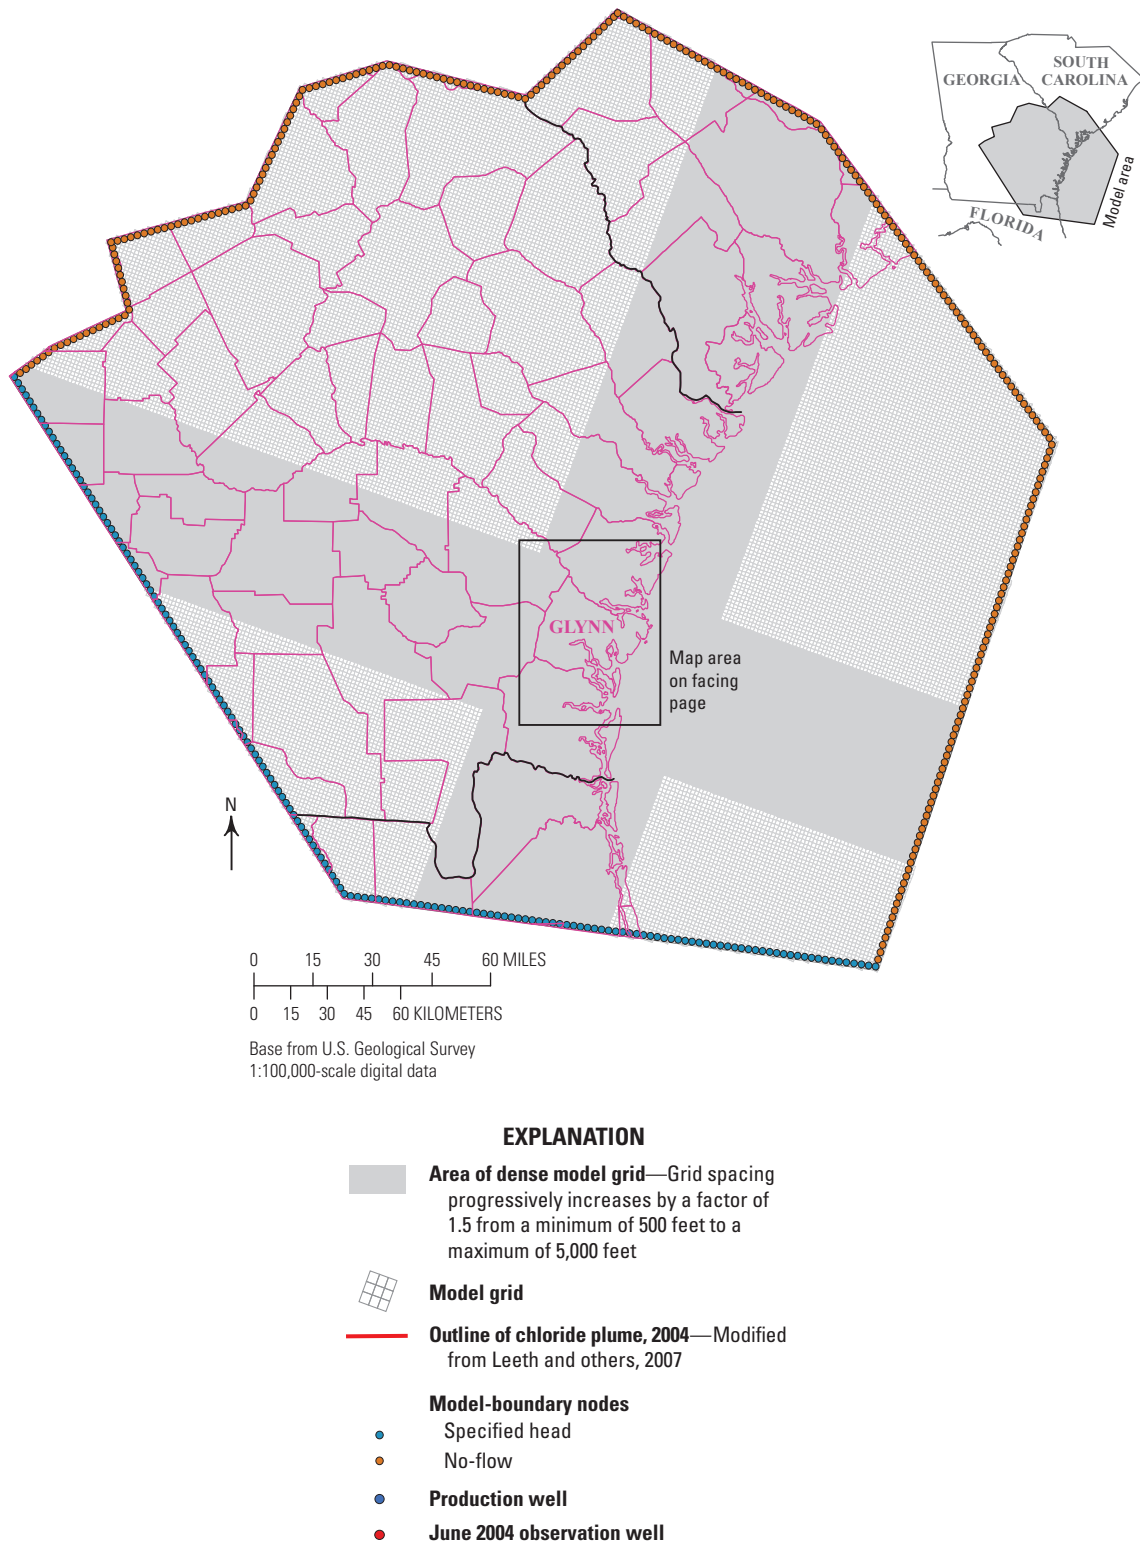 GEORGIA
SOUTH
CAROLINA
FLORIDA
Model area
GLYNN
Map area
on facing
page
N
0 15 30 45 60 MILES
0 15 30 45 60 KILOMETERS
Base from U.S. Geological Survey
1:100,000-scale digital data
EXPLANATION
Area of dense model grid—Grid spacing
progressively increases by a factor of
1.5 from a minimum of 500 feet to a
maximum of 5,000 feet
Model grid
Outline of chloride plume, 2004—Modified
from Leeth and others, 2007
Model-boundary nodes
Specified head
No-flow
Production well
June 2004 observation well